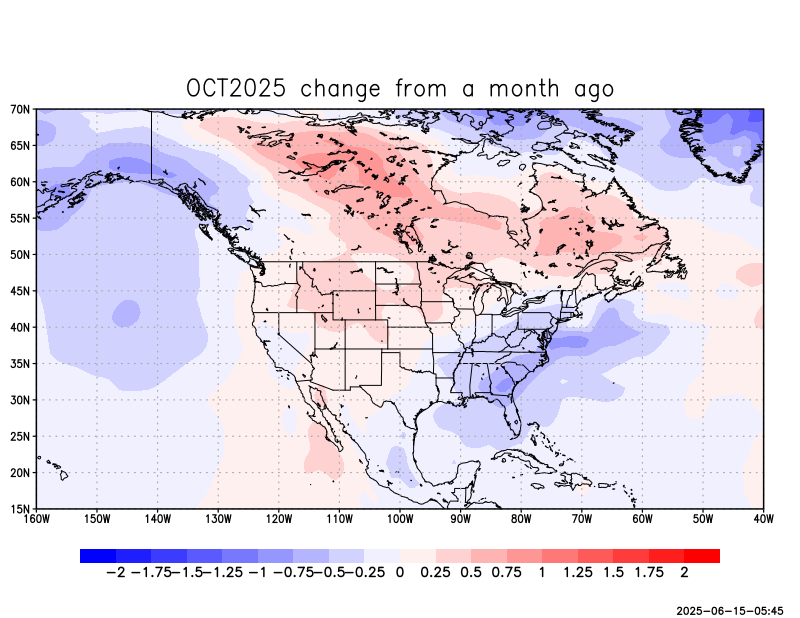 OCT2025 change from a month ago
70N
65N
60N
55N
50N
45N
40N
35N
30N
25N
20N
15N
160W 150W 140W 130W 120W 110W 100W 90W 80W 70W 60W 50W 40W
-2 -1.75 -1.5 -1.25 -1 -0.75 -0.5 -0.25 0 0.25 0.5 0.75 1 1.25 1.5 1.75 2
2025-06-15-05:45